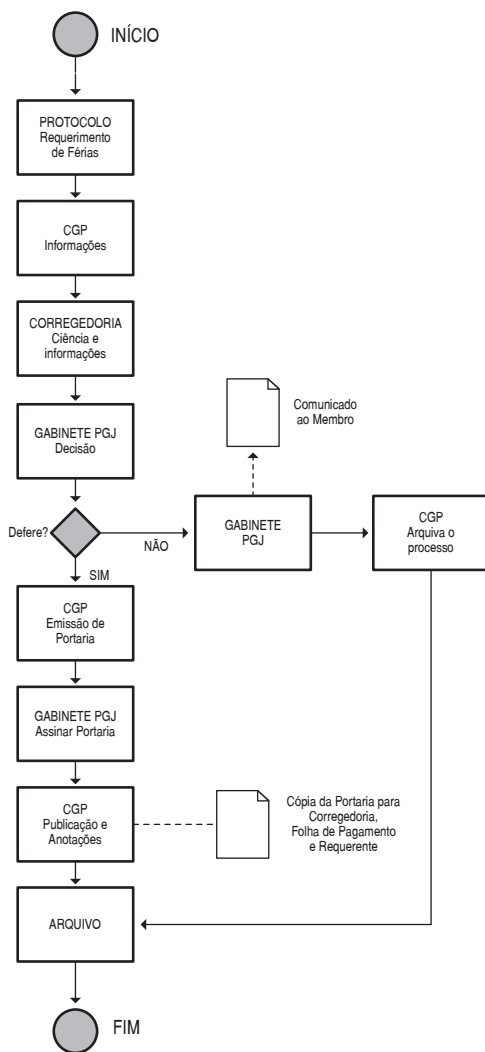 INÍCIO
PROTOCOLO
Requerimento
de Férias
CGP
Informações
CORREGEDORIA
Ciência e
informações
GABINETE PGJ
Decisão
Comunicado
ao Membro
Defere?
NÃO
GABINETE
PGJ
CGP
Arquiva o
processo
SIM
CGP
Emissão de
Portaria
GABINETE PGJ
Assinar Portaria
CGP
Publicação e
Anotações
Cópia da Portaria para
Corregedoria,
Folha de Pagamento
e Requerente
ARQUIVO
FIM